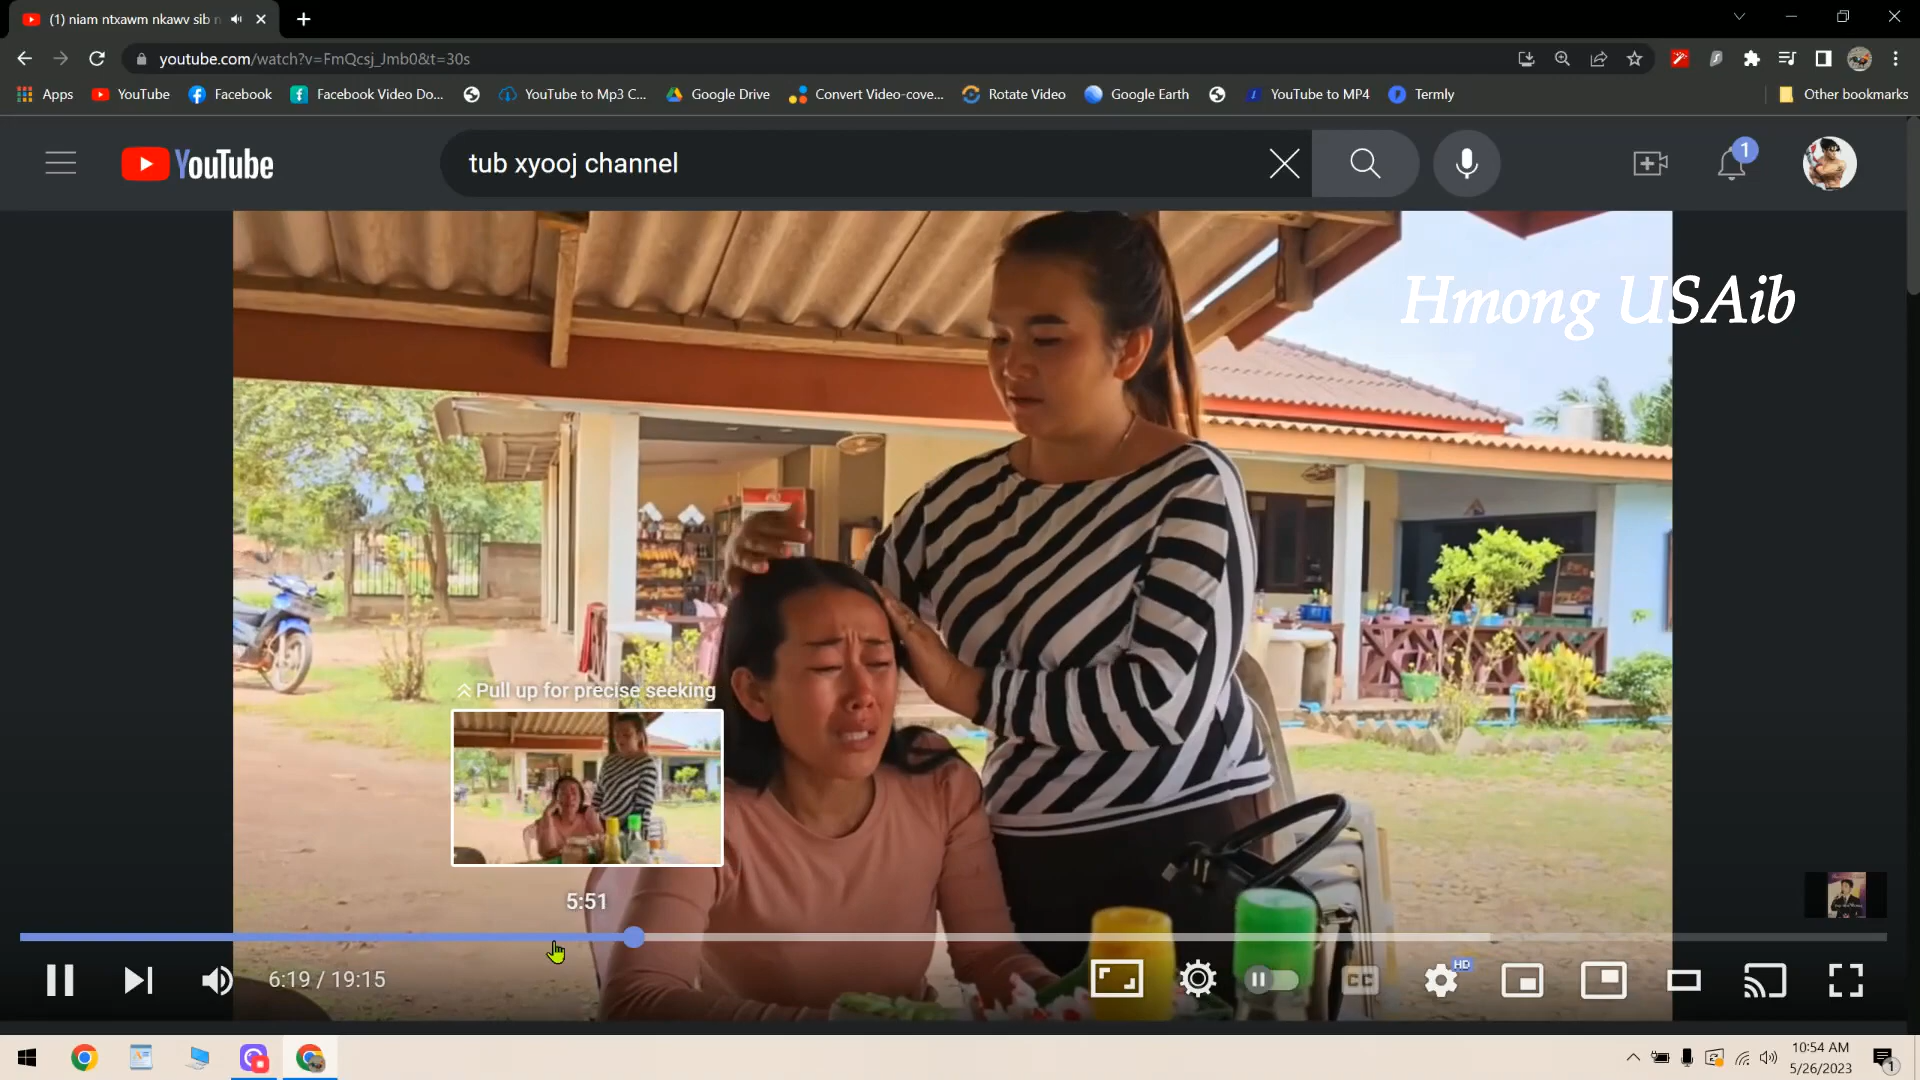 (1) niam ntxawm nkawv sib n
youtube.com/watch?v=FmQcsj_Jmb0&t=30s
Apps YouTube Facebook Facebook Video Do... YouTube to Mp3 C... Google Drive Convert Video-cove... Rotate Video Google Earth YouTube to MP4 Termly Other bookmarks
YouTube tub xyooj channel 1
Hmong USAib
Pull up for precise seeking
5:51
6:19 / 19:15 CC HD
10:54 AM
5/26/2023 1